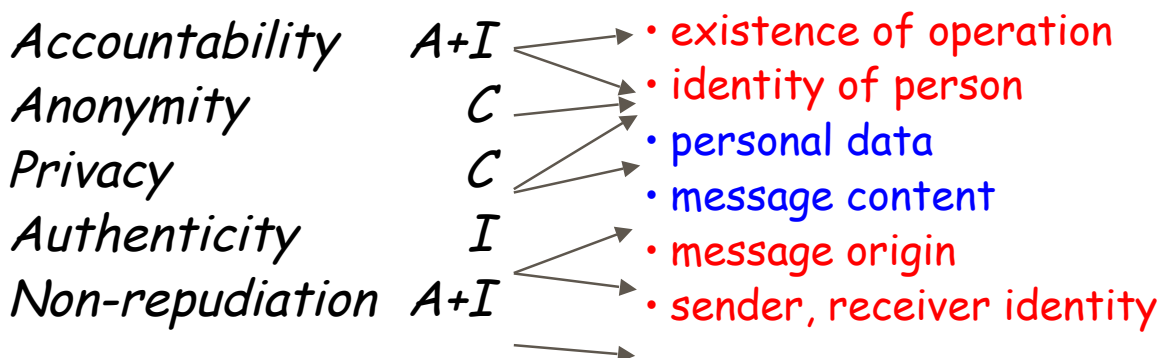 Accountability A+I
• existence of operation
Anonymity C
• identity of person
Privacy C
• personal data
• message content
Authenticity I
• message origin
Non-repudiation A+I
• sender, receiver identity